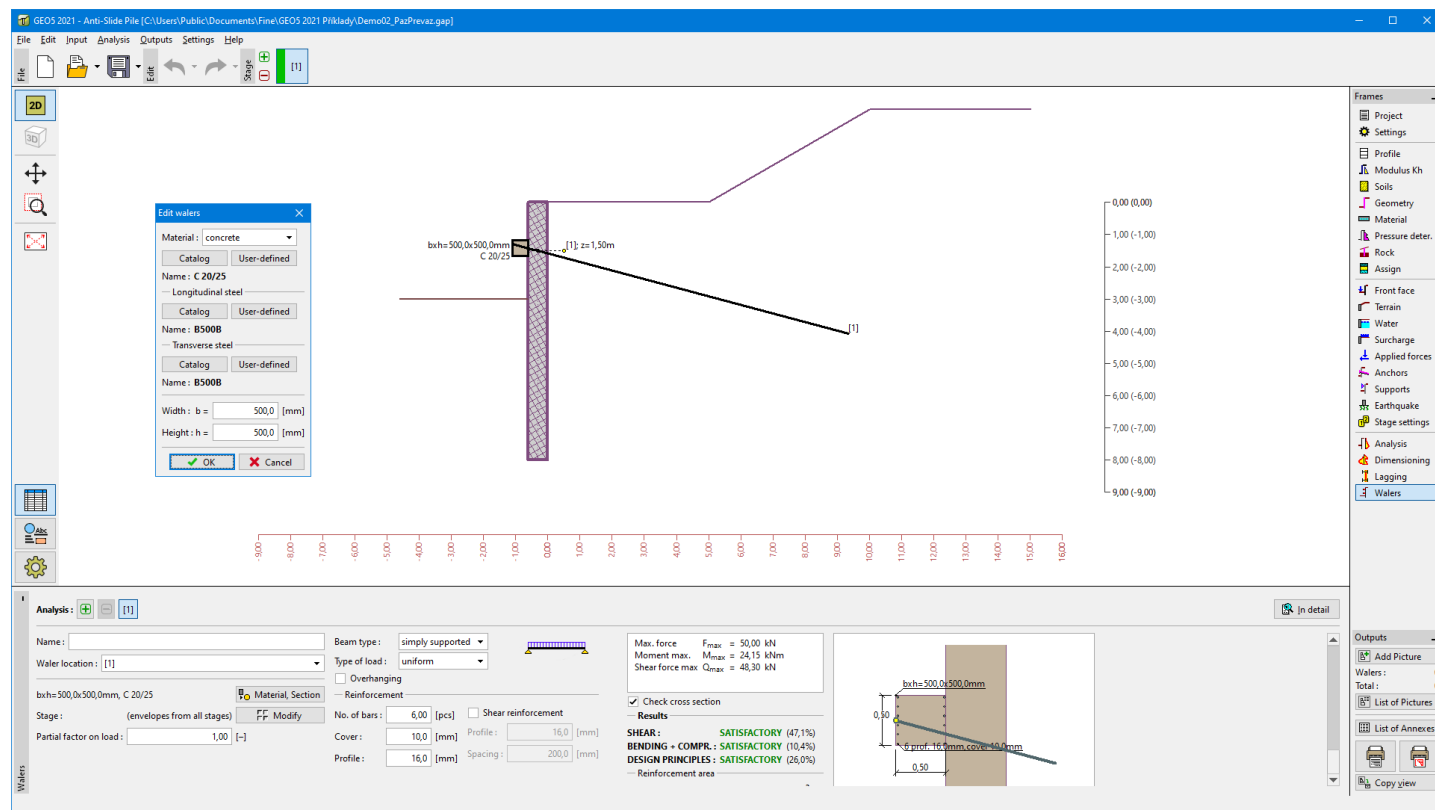 GEO5 2021 - Anti-Slide Pile [C:\Users\Public\Documents\Fine\GEO5 2021 Příklady\Demo02_PazPrevaz.gap]
File Edit Input Analysis Outputs Settings Help
File
Edit
Stage
[1]
2D
3D
Edit walers
Material : concrete
Catalog User-defined
Name : C 20/25
Longitudinal steel
Catalog User-defined
Name : B500B
Transverse steel
Catalog User-defined
Name : B500B
Width : b = 500,0 [mm]
Height : h = 500,0 [mm]
OK Cancel
bxh=500,0x500,0mm
C 20/25
[1]; z=1,50m
[1]
0,00 (0,00)
1,00 (-1,00)
2,00 (-2,00)
3,00 (-3,00)
4,00 (-4,00)
5,00 (-5,00)
6,00 (-6,00)
7,00 (-7,00)
8,00 (-8,00)
9,00 (-9,00)
-9,00 -8,00 -7,00 -6,00 -5,00 -4,00 -3,00 -2,00 -1,00 0,00 1,00 2,00 3,00 4,00 5,00 6,00 7,00 8,00 9,00 10,00 11,00 12,00 13,00 14,00 15,00 16,00
Abc
Frames
Project
Settings
Profile
Modulus Kh
Soils
Geometry
Material
Pressure deter.
Rock
Assign
Front face
Terrain
Water
Surcharge
Applied forces
Anchors
Supports
Earthquake
Stage settings
Analysis
Dimensioning
Lagging
Walers
Walers
Analysis : [1]
In detail
Name :
Waler location : [1]
bxh=500,0x500,0mm, C 20/25 Material, Section
Stage : (envelopes from all stages) Modify
Partial factor on load : 1,00 [–]
Beam type : simply supported
Type of load : uniform
Overhanging
Reinforcement
No. of bars : 6,00 [pcs] Shear reinforcement
Cover : 10,0 [mm] Profile : 16,0 [mm]
Profile : 16,0 [mm] Spacing : 200,0 [mm]
Max. force Fmax = 50,00 kN
Moment max. Mmax = 24,15 kNm
Shear force max Qmax = 48,30 kN
Check cross section
Results
SHEAR : SATISFACTORY (47,1%)
BENDING + COMPR. : SATISFACTORY (10,4%)
DESIGN PRINCIPLES : SATISFACTORY (26,0%)
Reinforcement area
bxh=500,0x500,0mm
0,50
6 prof. 16,0mm,cover 10,0mm
0,50
Outputs
Add Picture
Walers :
Total :
List of Pictures
List of Annexes
Copy view